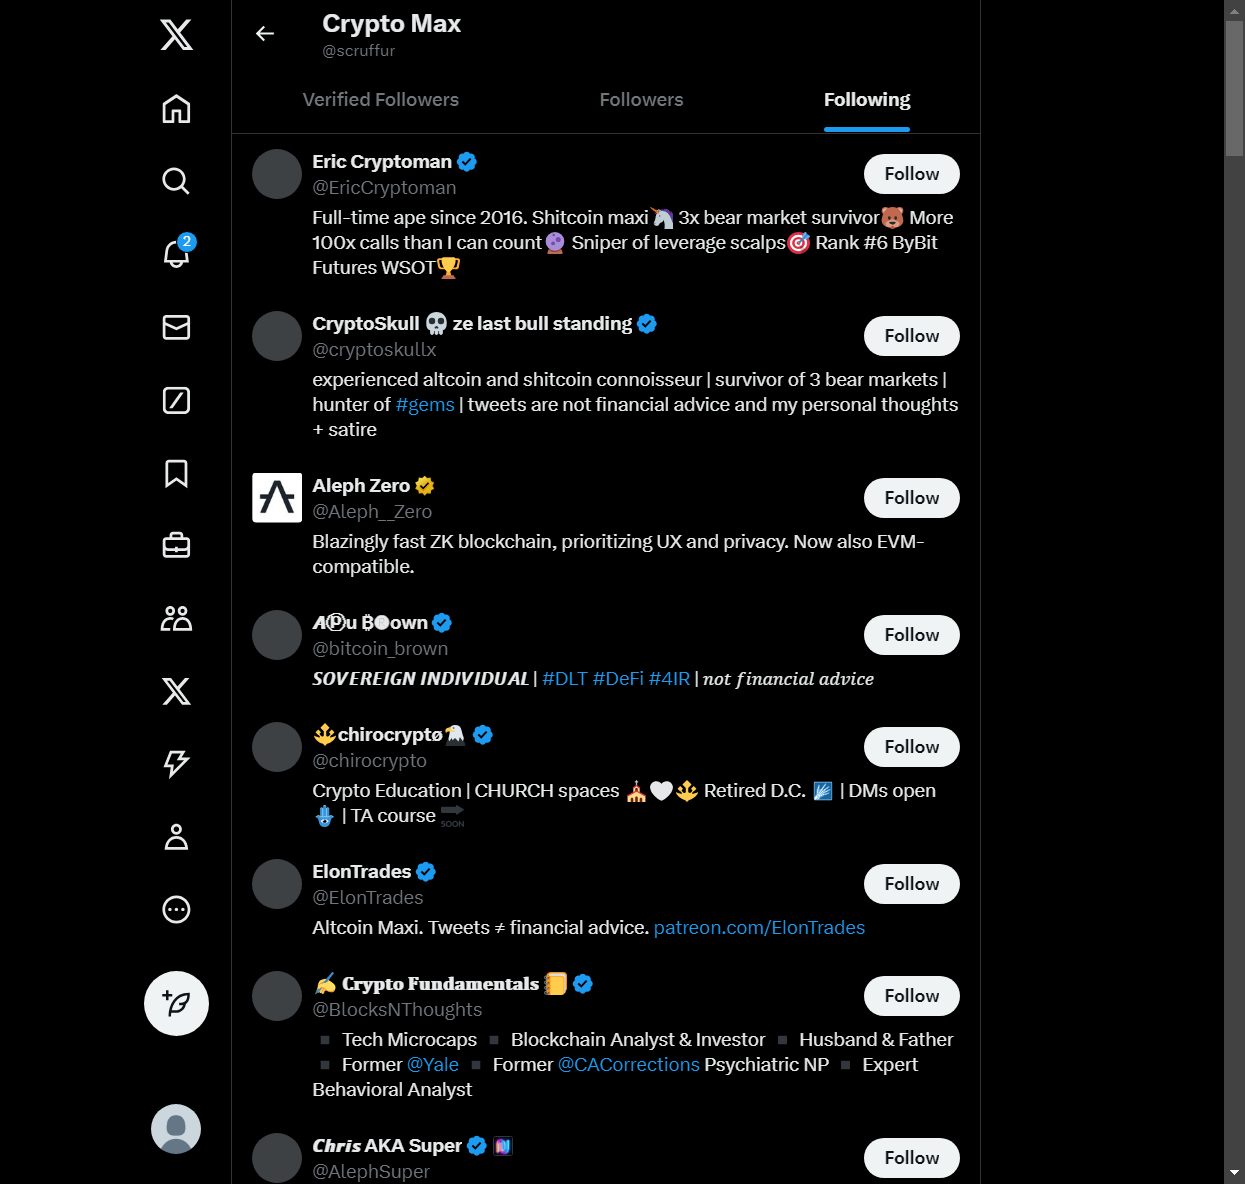 Crypto Max
@scruffur
Verified Followers
Followers
Following
2
Eric Cryptoman
@EricCryptoman
Follow
Full-time ape since 2016. Shitcoin maxi🦄 3x bear market survivor🐻 More
100x calls than I can count🔮 Sniper of leverage scalps🎯 Rank #6 ByBit
Futures WSOT🏆
CryptoSkull 💀 ze last bull standing
@cryptoskullx
Follow
experienced altcoin and shitcoin connoisseur | survivor of 3 bear markets |
hunter of #gems | tweets are not financial advice and my personal thoughts
+ satire
Aleph Zero
@Aleph__Zero
Follow
Blazingly fast ZK blockchain, prioritizing UX and privacy. Now also EVM-
compatible.
𝘼Ⓟu ₿🅡own
@bitcoin_brown
Follow
𝙎𝙊𝙑𝙀𝙍𝙀𝙄𝙂𝙉 𝙄𝙉𝘿𝙄𝙑𝙄𝘿𝙐𝘼𝙇 | #DLT #DeFi #4IR | 𝑛𝑜𝑡 𝑓𝑖𝑛𝑎𝑛𝑐𝑖𝑎𝑙 𝑎𝑑𝑣𝑖𝑐𝑒
🔱chirocryptø🦅
@chirocrypto
Follow
Crypto Education | CHURCH spaces ⛪🤍🔱 Retired D.C. 🌠 | DMs open
🪬 | TA course 🔜
ElonTrades
@ElonTrades
Follow
Altcoin Maxi. Tweets ≠ financial advice. patreon.com/ElonTrades
✍️ 𝐂𝐫𝐲𝐩𝐭𝐨 𝐅𝐮𝐧𝐝𝐚𝐦𝐞𝐧𝐭𝐚𝐥𝐬 📒
@BlocksNThoughts
Follow
▪️ Tech Microcaps ▪️ Blockchain Analyst & Investor ▪️ Husband & Father
▪️ Former @Yale ▪️ Former @CACorrections Psychiatric NP ▪️ Expert
Behavioral Analyst
𝘾𝙝𝙧𝙞𝙨 AKA Super
@AlephSuper
Follow